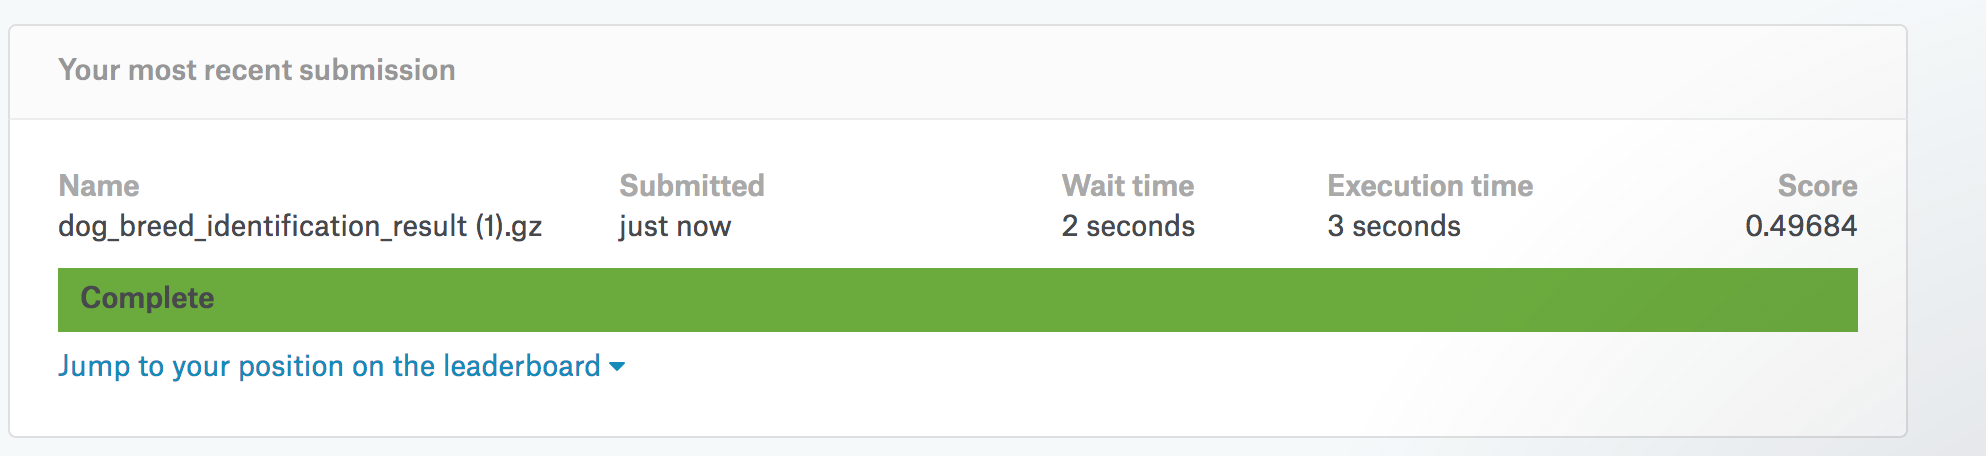 Your most recent submission
Name Submitted Wait time Execution time Score
dog_breed_identification_result (1).gz just now 2 seconds 3 seconds 0.49684
Complete
Jump to your position on the leaderboard